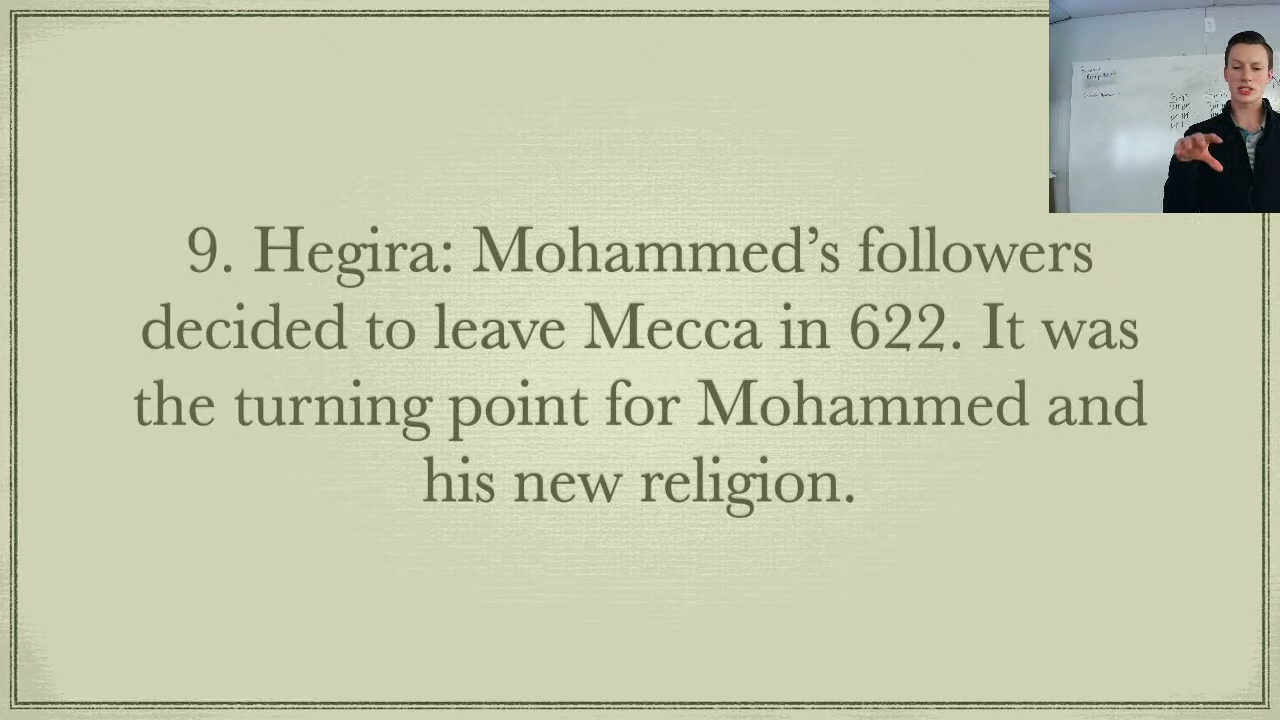 9. Hegira: Mohammed’s followers
decided to leave Mecca in 622. It was
the turning point for Mohammed and
his new religion.